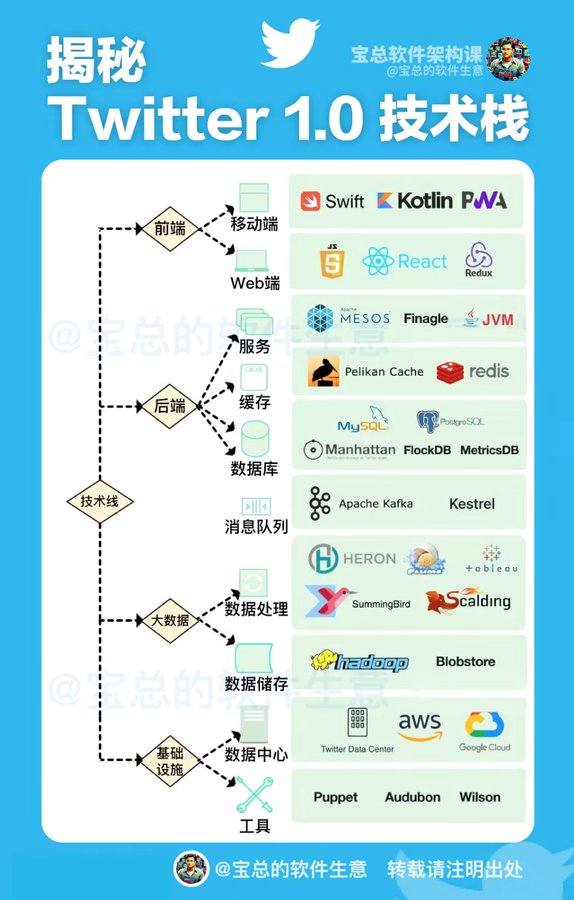 揭秘
Twitter 1.0 技术栈
宝总软件架构课
@宝总的软件生意
技术线
前端
移动端
Swift Kotlin PWA
Web端
JS
React
Redux
后端
服务
Apache
MESOS
Finagle
JVM
CACHE
缓存
Pelikan Cache
redis
数据库
MySQL
PostgreSQL
Manhattan
FlockDB MetricsDB
消息队列
Apache Kafka
Kestrel
大数据
数据处理
HERON
+ a b l e a u
SummingBird
Scalding
数据储存
hadoop
Blobstore
基础
设施
数据中心
Twitter Data Center
aws
Google Cloud
工具
Puppet Audubon Wilson
@宝总的软件生意
@宝总的软件生意
@宝总的软件生意 转载请注明出处